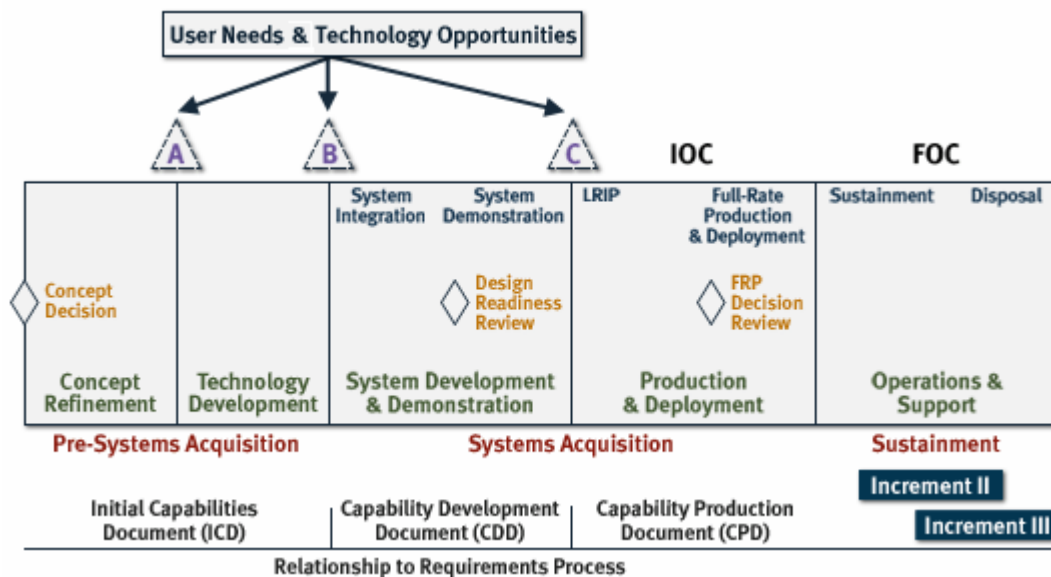 User Needs & Technology Opportunities
A
B
C
IOC
FOC
System
Integration
System
Demonstration
LRIP
Full-Rate
Production
& Deployment
Sustainment
Disposal
Concept
Decision
Design
Readiness
Review
FRP
Decision
Review
Concept
Refinement
Technology
Development
System Development
& Demonstration
Production
& Deployment
Operations &
Support
Pre-Systems Acquisition
Systems Acquisition
Sustainment
Increment II
Increment III
Initial Capabilities
Document (ICD)
Capability Development
Document (CDD)
Capability Production
Document (CPD)
Relationship to Requirements Process